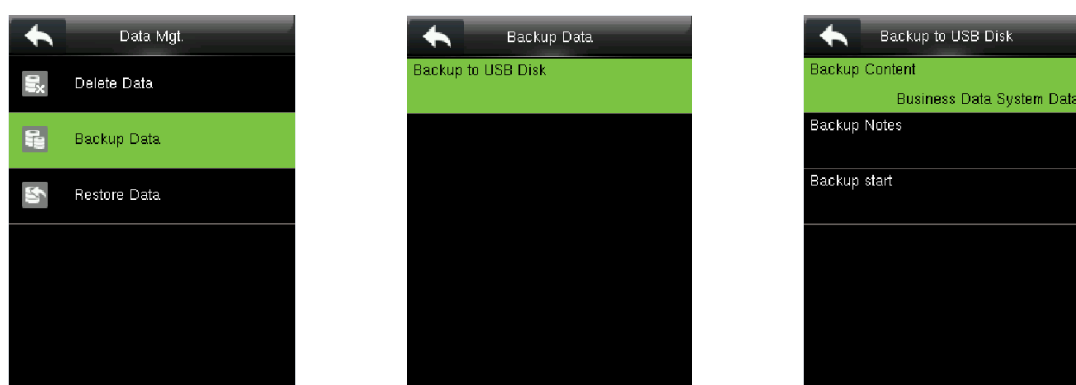 Data Mgt.
Delete Data
Backup Data
Restore Data
Backup Data
Backup to USB Disk
Backup to USB Disk
Backup Content
Business Data System Data
Backup Notes
Backup start